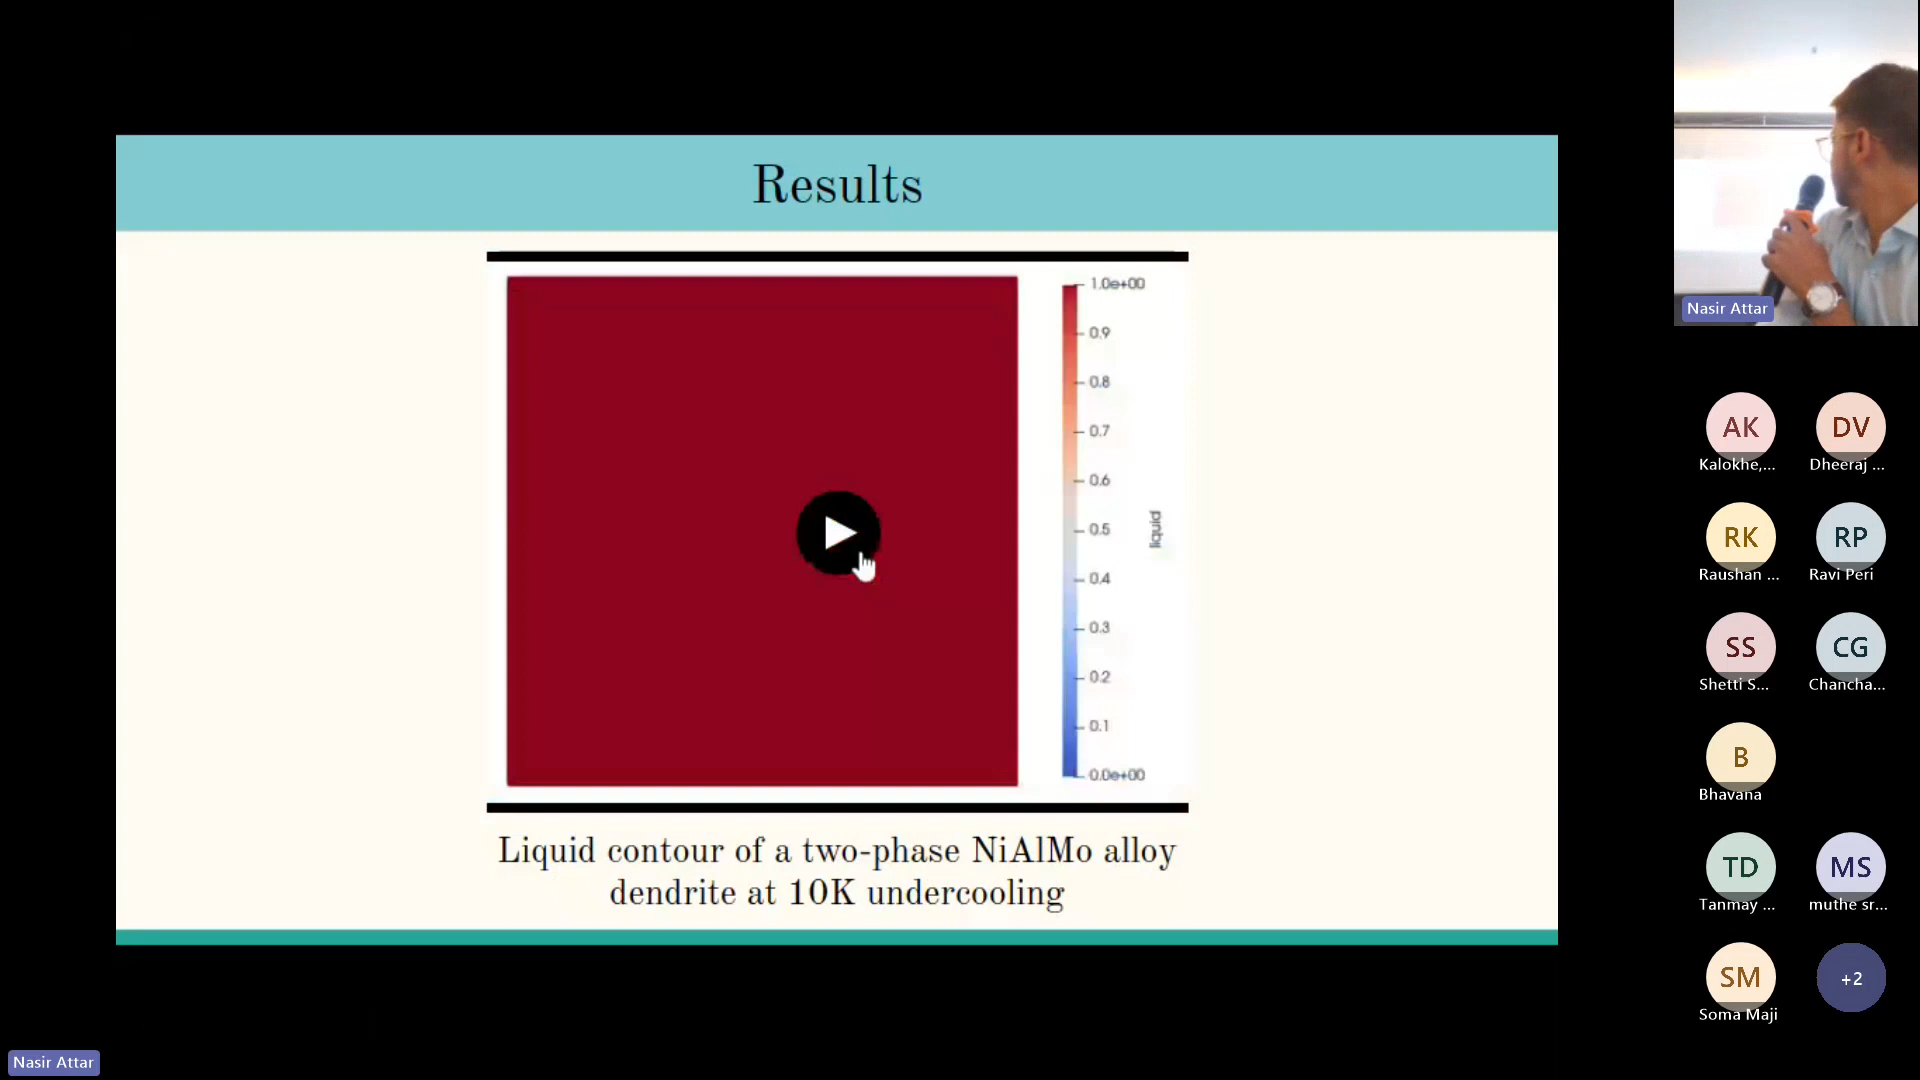 Results
1.0e+00
0.9
0.8
0.7
0.6
0.5
0.4
0.3
0.2
0.1
0.0e+00
liquid
Liquid contour of a two-phase NiAlMo alloy
dendrite at 10K undercooling
Nasir Attar
Nasir Attar
AK
DV
Kalokhe,...
Dheeraj ...
RK
RP
Raushan ...
Ravi Peri
SS
CG
Shetti S...
Chancha...
B
Bhavana
TD
MS
Tanmay ...
muthe sr...
SM
+2
Soma Maji